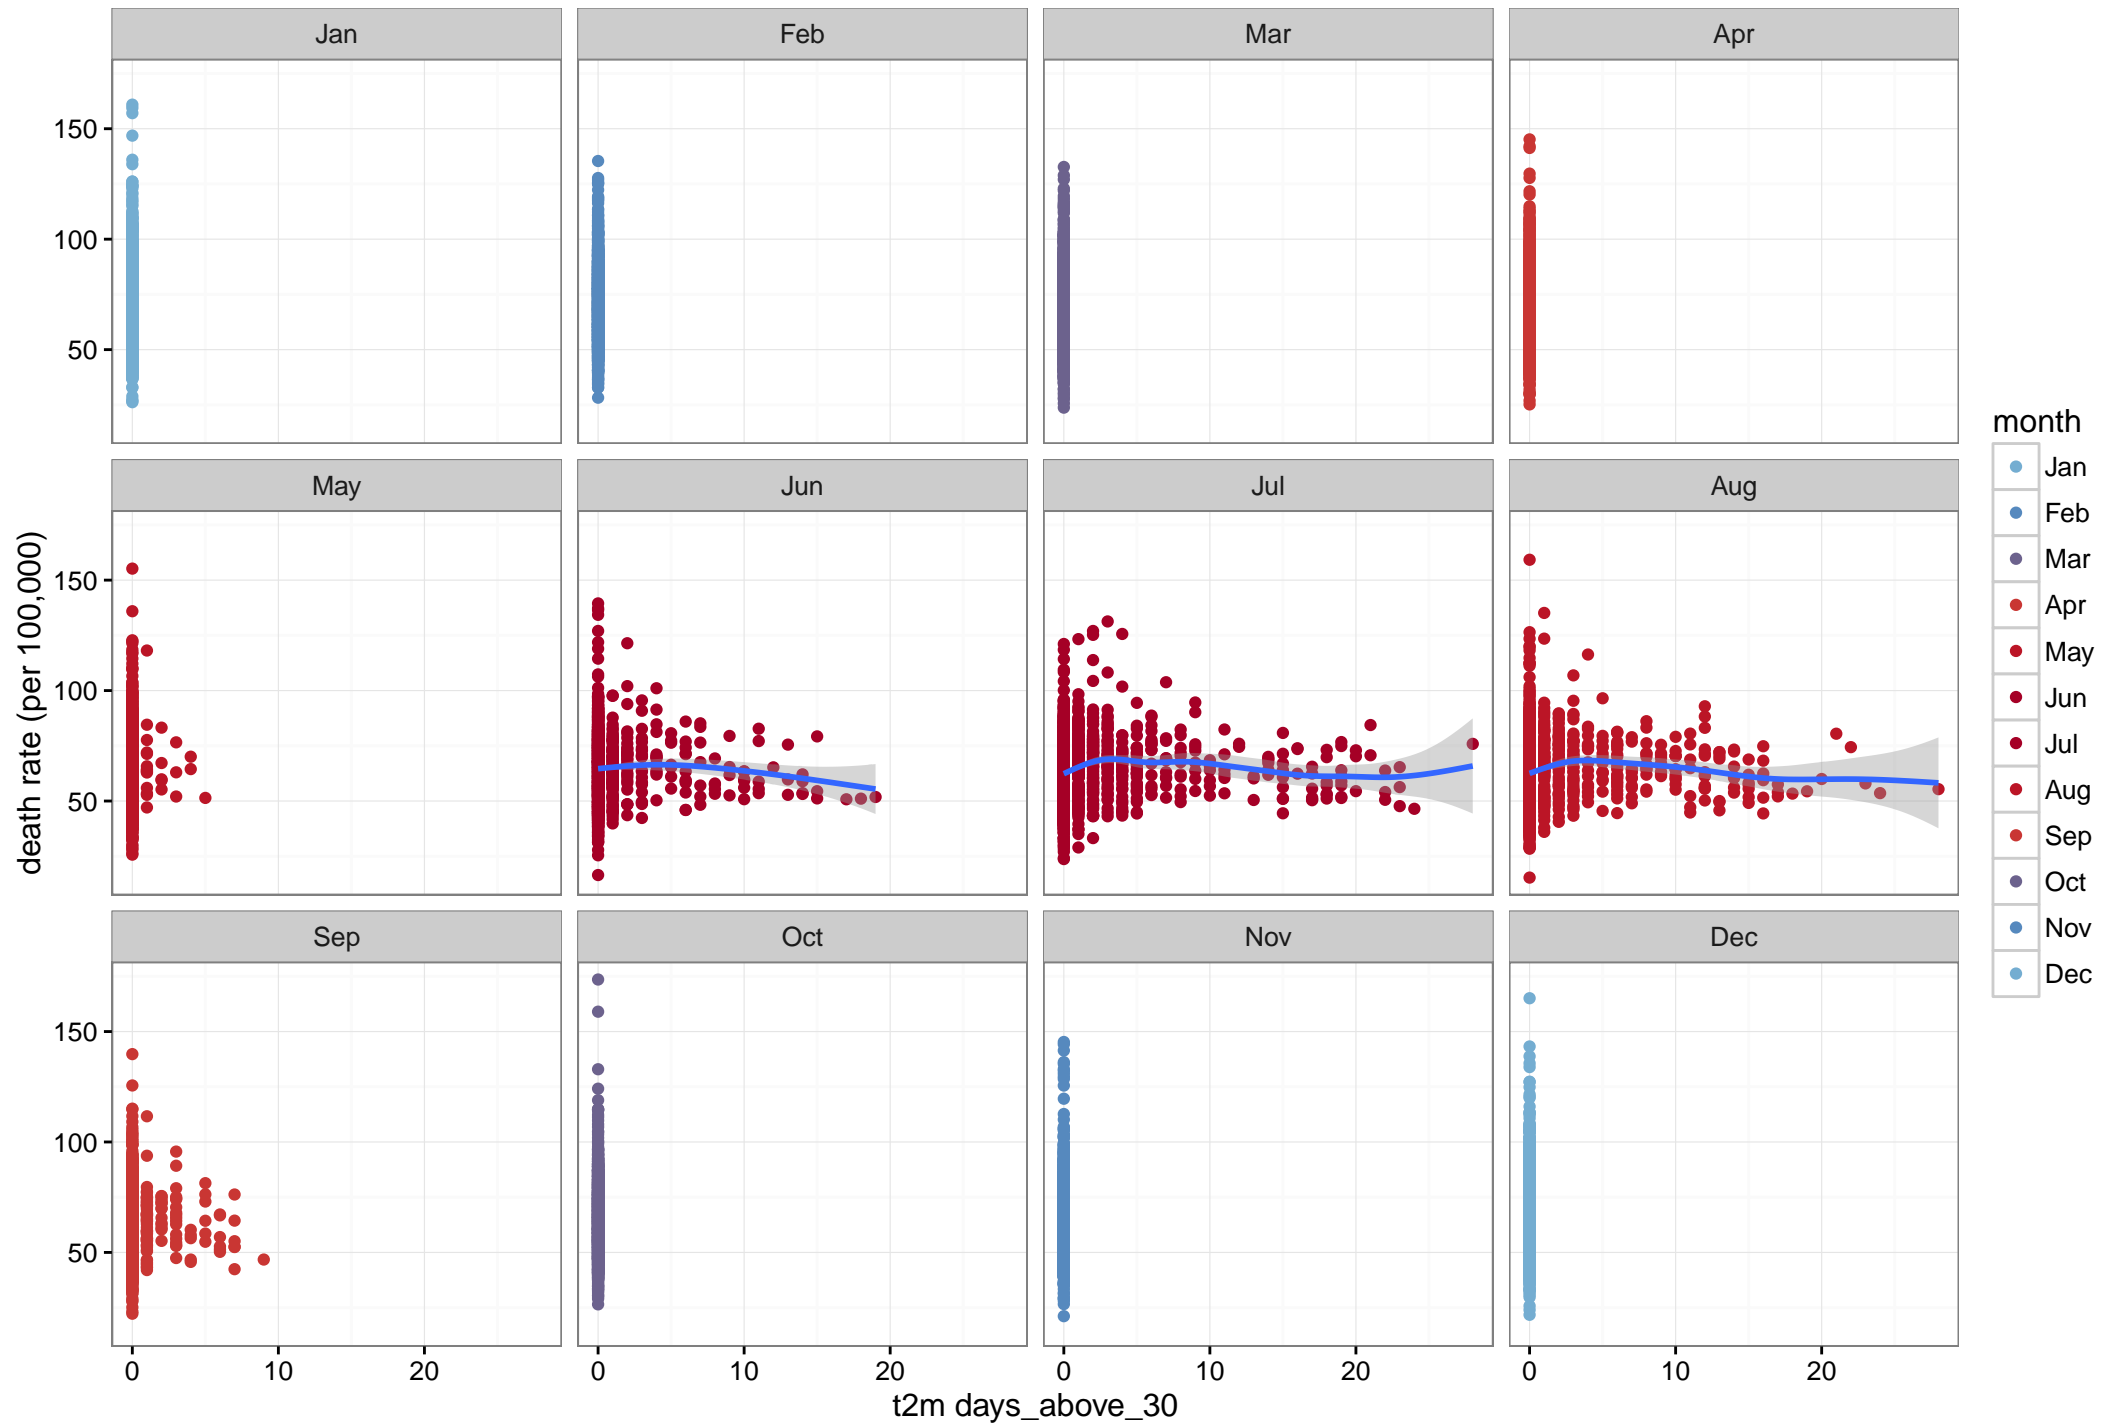 Jan Feb Mar Apr
150
100
50
May Jun Jul Aug
150
100
50
Sep Oct Nov Dec
150
100
50
0 10 20 0 10 20 0 10 20 0 10 20
t2m days_above_30
death rate (per 100,000)
month
Jan
Feb
Mar
Apr
May
Jun
Jul
Aug
Sep
Oct
Nov
Dec